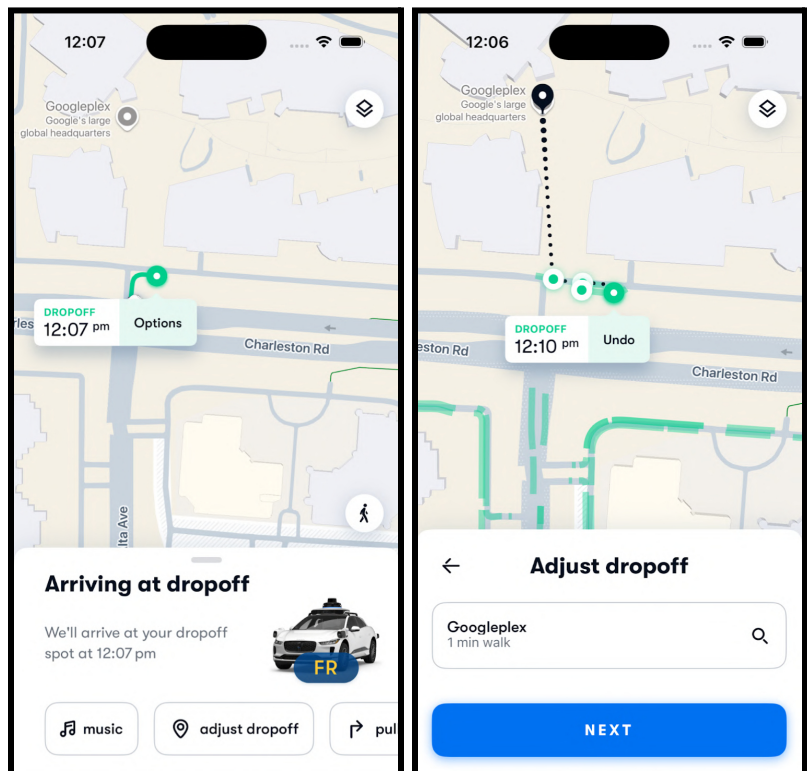 12:07
Googleplex
Google's large
global headquarters
DROPOFF
12:07 pm
Options
Charleston Rd
Arriving at dropoff
We'll arrive at your dropoff
spot at 12:07 pm
FR
music
adjust dropoff
pul
12:06
Googleplex
Google's large
global headquarters
DROPOFF
12:10 pm
Undo
eston Rd
Charleston Rd
Adjust dropoff
Googleplex
1 min walk
NEXT